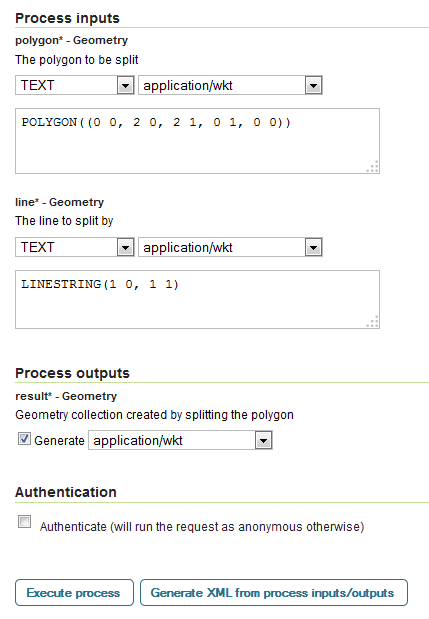 Process inputs
polygon* - Geometry
The polygon to be split
TEXT application/wkt
POLYGON((0 0, 2 0, 2 1, 0 1, 0 0))
line* - Geometry
The line to split by
TEXT application/wkt
LINESTRING(1 0, 1 1)
Process outputs
result* - Geometry
Geometry collection created by splitting the polygon
Generate application/wkt
Authentication
Authenticate (will run the request as anonymous otherwise)
Execute process Generate XML from process inputs/outputs